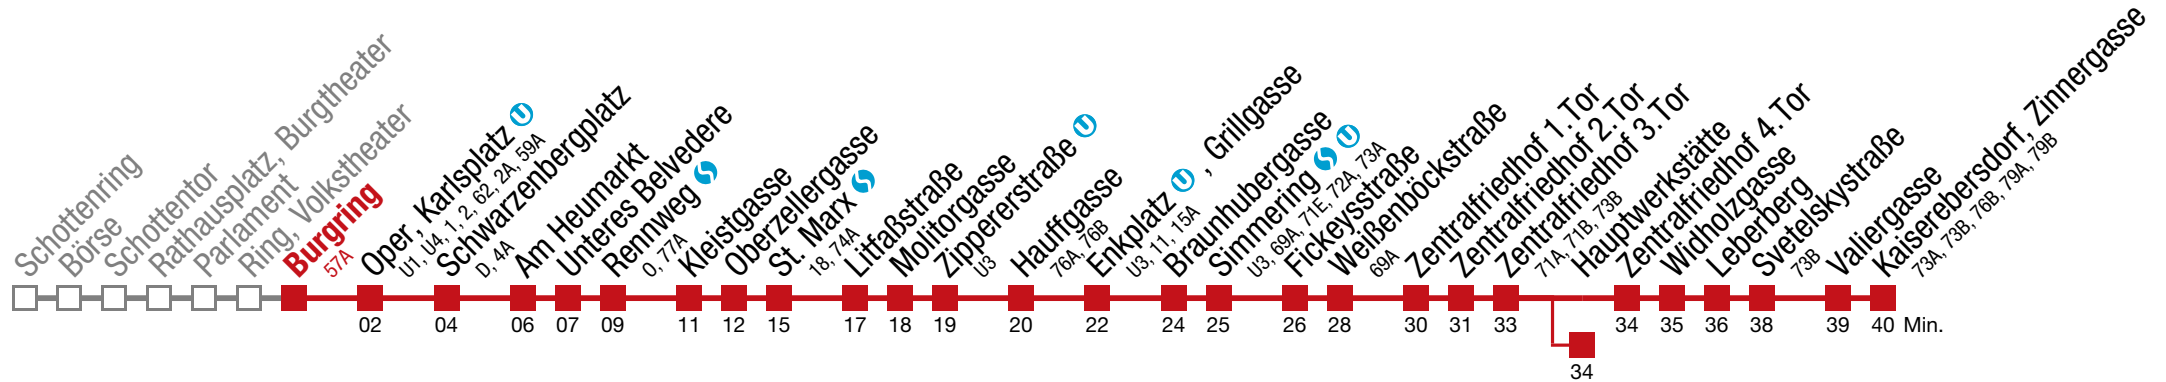 Schottenring
Börse
Schottentor
Rathausplatz, Burgtheater
Parlament
Ring, Volkstheater
Burgring
57A
Oper, Karlsplatz U
U1, U4, 1, 2, 62, 2A, 59A
Schwarzenbergplatz
D, 4A
Am Heumarkt
Unteres Belvedere
Rennweg S
O, 77A
Kleistgasse
Oberzellergasse
St. Marx S
18, 74A
Litfaßstraße
Molitorgasse
Zippererstraße U
U3
Hauffgasse
76A, 76B
Enkplatz U , Grillgasse
U3, 11, 15A
Braunhubergasse
Simmering S U
U3, 69A, 71E, 72A, 73A
Fickeysstraße
Weißenböckstraße
69A
Zentralfriedhof 1.Tor
Zentralfriedhof 2.Tor
Zentralfriedhof 3.Tor
71A, 71B, 73B
Hauptwerkstätte
Zentralfriedhof 4.Tor
Widholzgasse
Leberberg
Svetelskystraße
73B
Valiergasse
Kaiserebersdorf, Zinnergasse
73A, 73B, 76B, 79A, 79B
02 04 06 07 09 11 12 15 17 18 19 20 22 24 25 26 28 30 31 33 34 35 36 38 39 40 Min.
34